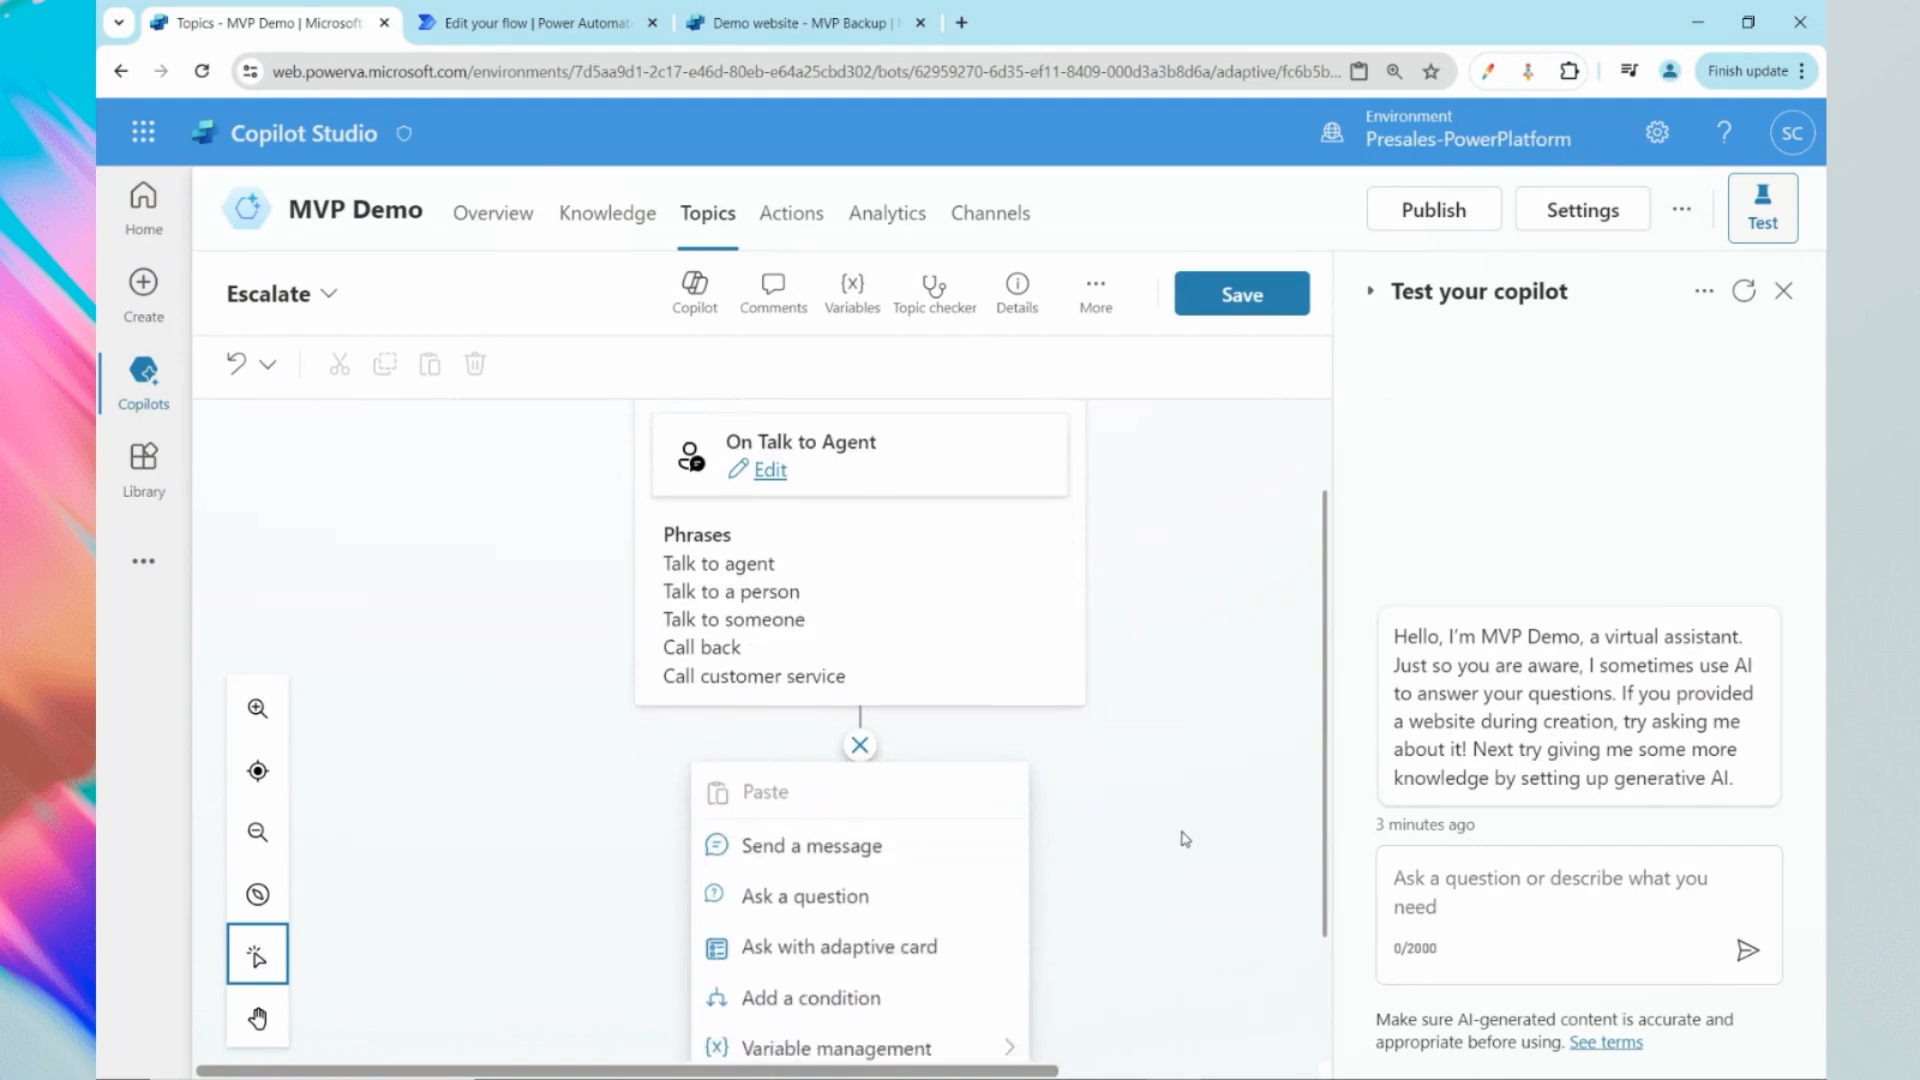 Topics - MVP Demo | Microsoft
Edit your flow | Power Automat
Demo website - MVP Backup |
web.powerva.microsoft.com/environments/7d5aa9d1-2c17-e46d-80eb-e64a25cbd302/bots/62959270-6d35-ef11-8409-000d3a3b8d6a/adaptive/fc6b5b...
Finish update
Copilot Studio
Environment
Presales-PowerPlatform
SC
Home
Create
Copilots
Library
MVP Demo
Overview
Knowledge
Topics
Actions
Analytics
Channels
Publish
Settings
Test
Escalate
Copilot
Comments
Variables
Topic checker
Details
More
Save
Test your copilot
On Talk to Agent
Edit
Phrases
Talk to agent
Talk to a person
Talk to someone
Call back
Call customer service
Paste
Send a message
Ask a question
Ask with adaptive card
Add a condition
Variable management
Hello, I'm MVP Demo, a virtual assistant.
Just so you are aware, I sometimes use AI
to answer your questions. If you provided
a website during creation, try asking me
about it! Next try giving me some more
knowledge by setting up generative AI.
3 minutes ago
Ask a question or describe what you
need
0/2000
Make sure AI-generated content is accurate and
appropriate before using. See terms